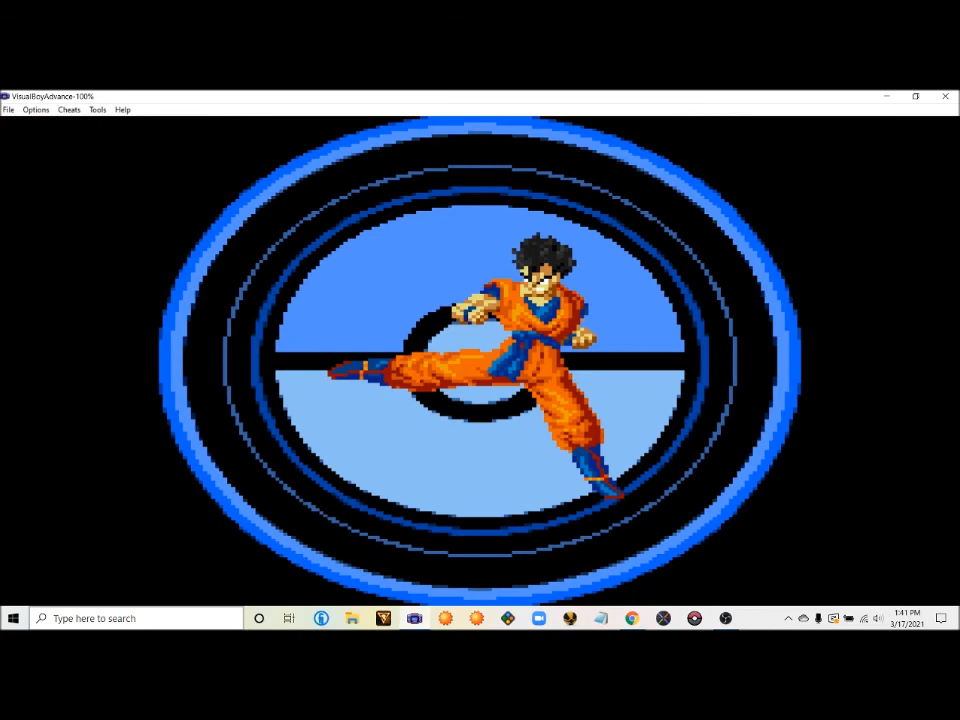 VisualBoyAdvance-100%
File Options Cheats Tools Help
Type here to search
1:41 PM
3/17/2021